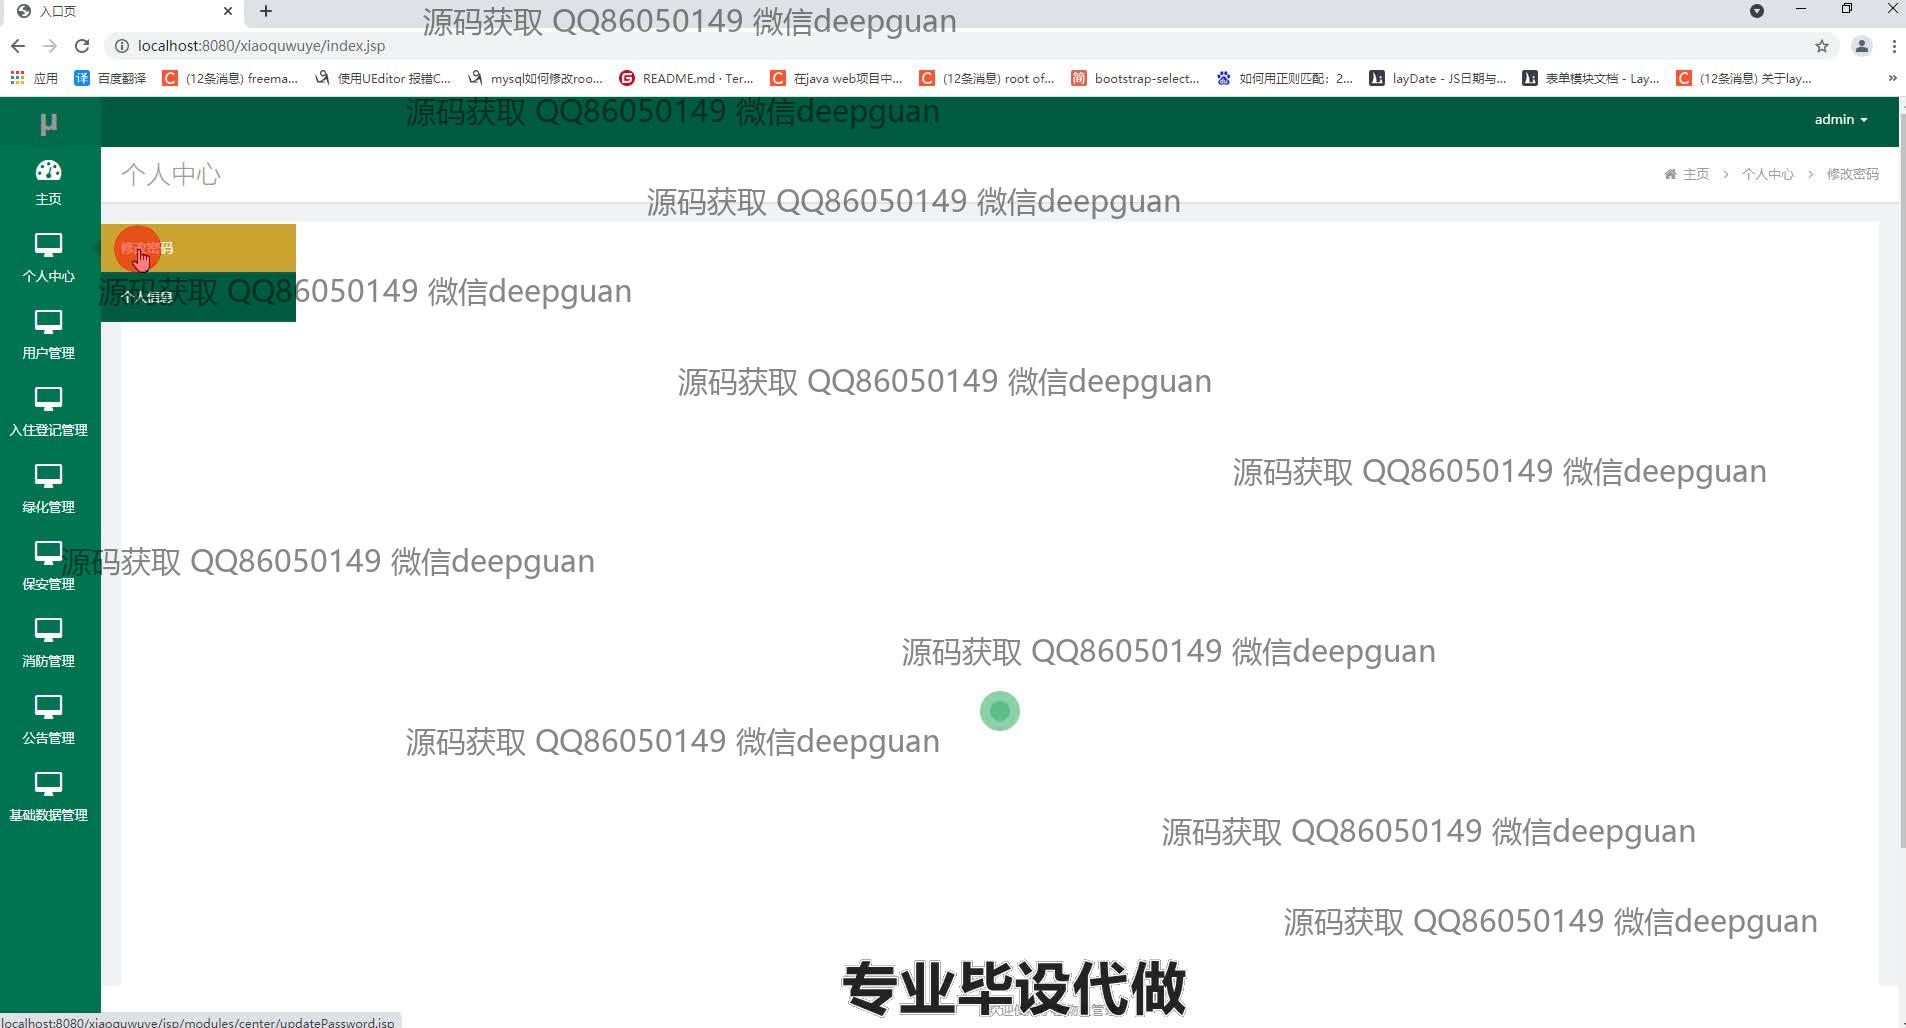 入口页
源码获取 QQ86050149 微信deepguan
localhost:8080/xiaoquwuye/index.jsp
应用
百度翻译
(12条消息) freema...
使用UEditor 报错C...
mysql如何修改roo...
README.md · Ter...
在java web项目中...
(12条消息) root of...
bootstrap-select...
如何用正则匹配：2...
layDate - JS日期与...
表单模块文档 - Lay...
(12条消息) 关于lay...
»
源码获取 QQ86050149 微信deepguan
μ
admin
主页
个人中心
主页 > 个人中心 > 修改密码
源码获取 QQ86050149 微信deepguan
修改密码
个人中心
个人信息
源码获取 QQ86050149 微信deepguan
用户管理
源码获取 QQ86050149 微信deepguan
入住登记管理
源码获取 QQ86050149 微信deepguan
绿化管理
源码获取 QQ86050149 微信deepguan
保安管理
源码获取 QQ86050149 微信deepguan
消防管理
源码获取 QQ86050149 微信deepguan
公告管理
基础数据管理
源码获取 QQ86050149 微信deepguan
源码获取 QQ86050149 微信deepguan
专业毕设代做
localhost:8080/xiaoquwuye/jsp/modules/center/updatePassword.jsp